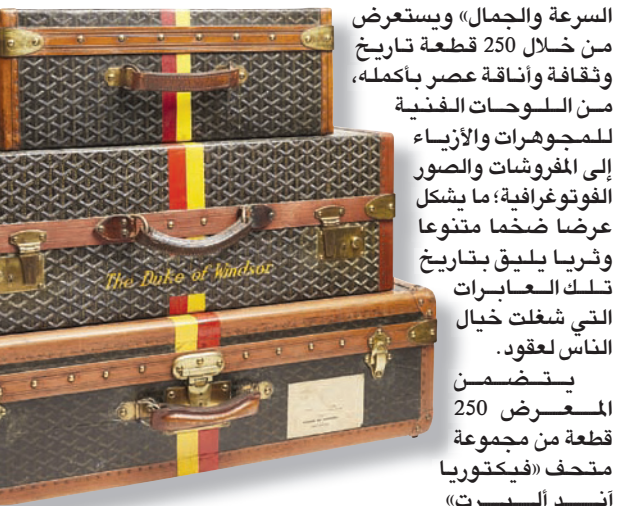 السرعة والجمال» ويستعرض
من خلال 250 قطعة تاريخ
وثقافة وأناقة عصر بأكمله،
من اللوحات الفنية
للمجوهرات والأزياء
إلى المفروشات والصور
الفوتوغرافية؛ ما يشكل
عرضا ضخما متنوعا
وثريا يليق بتاريخ
تلك العابرات
التي شغلت خيال
الناس لعقود.
يتضمن
المعرض 250
قطعة من مجموعة
متحف «فيكتوريا
آند ألبرت»
The Duke of Windsor